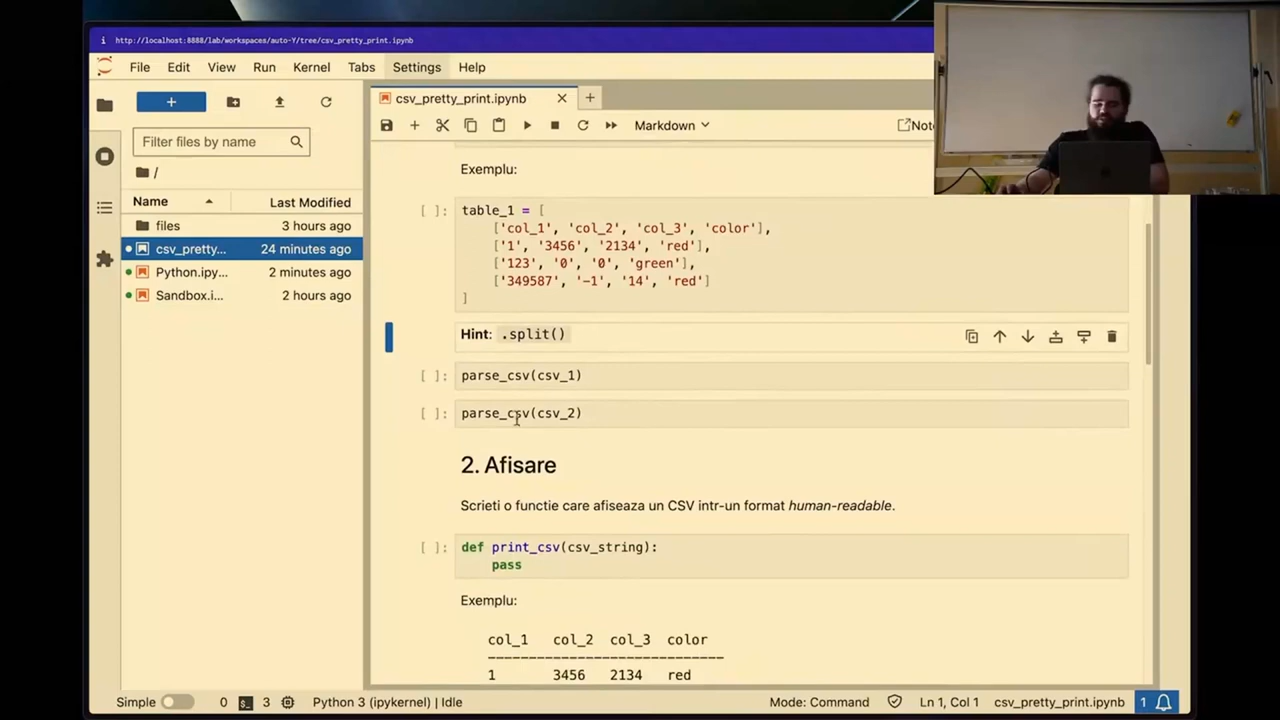 http://localhost:8888/lab/workspaces/auto-Y/tree/csv_pretty_print.ipynb
File Edit View Run Kernel Tabs Settings Help
csv_pretty_print.ipynb
Markdown
Filter files by name
/
Name Last Modified
files 3 hours ago
csv_pretty... 24 minutes ago
Python.ipy... 2 minutes ago
Sandbox.i... 2 hours ago
Exemplu:
[ ]: table_1 = [
['col_1', 'col_2', 'col_3', 'color'],
['1', '3456', '2134', 'red'],
['123', '0', '0', 'green'],
['349587', '-1', '14', 'red']
]
Hint: .split()
[ ]: parse_csv(csv_1)
[ ]: parse_csv(csv_2)
2. Afisare
Scrieti o functie care afiseaza un CSV intr-un format human-readable.
[ ]: def print_csv(csv_string):
pass
Exemplu:
col_1 col_2 col_3 color
-----------------------------
1 3456 2134 red
Simple 0 3 Python 3 (ipykernel) | Idle Mode: Command Ln 1, Col 1 csv_pretty_print.ipynb 1